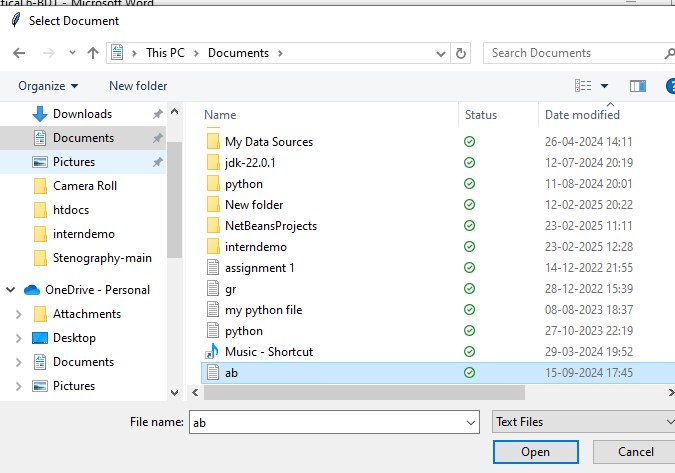 tical 6-BDT - Microsoft Word
Select Document
This PC > Documents >
Search Documents
Organize
New folder
Downloads
Documents
Pictures
Camera Roll
htdocs
interndemo
Stenography-main
OneDrive - Personal
Attachments
Desktop
Documents
Pictures
Name Status Date modified
My Data Sources 26-04-2024 14:11
jdk-22.0.1 12-07-2024 20:19
python 11-08-2024 20:01
New folder 12-02-2025 20:22
NetBeansProjects 23-02-2025 11:11
interndemo 23-02-2025 12:28
assignment 1 14-12-2022 21:55
gr 28-12-2022 15:39
my python file 08-08-2023 18:37
python 27-10-2023 22:19
Music - Shortcut 29-03-2024 19:52
ab 15-09-2024 17:45
File name: ab
Text Files
Open
Cancel